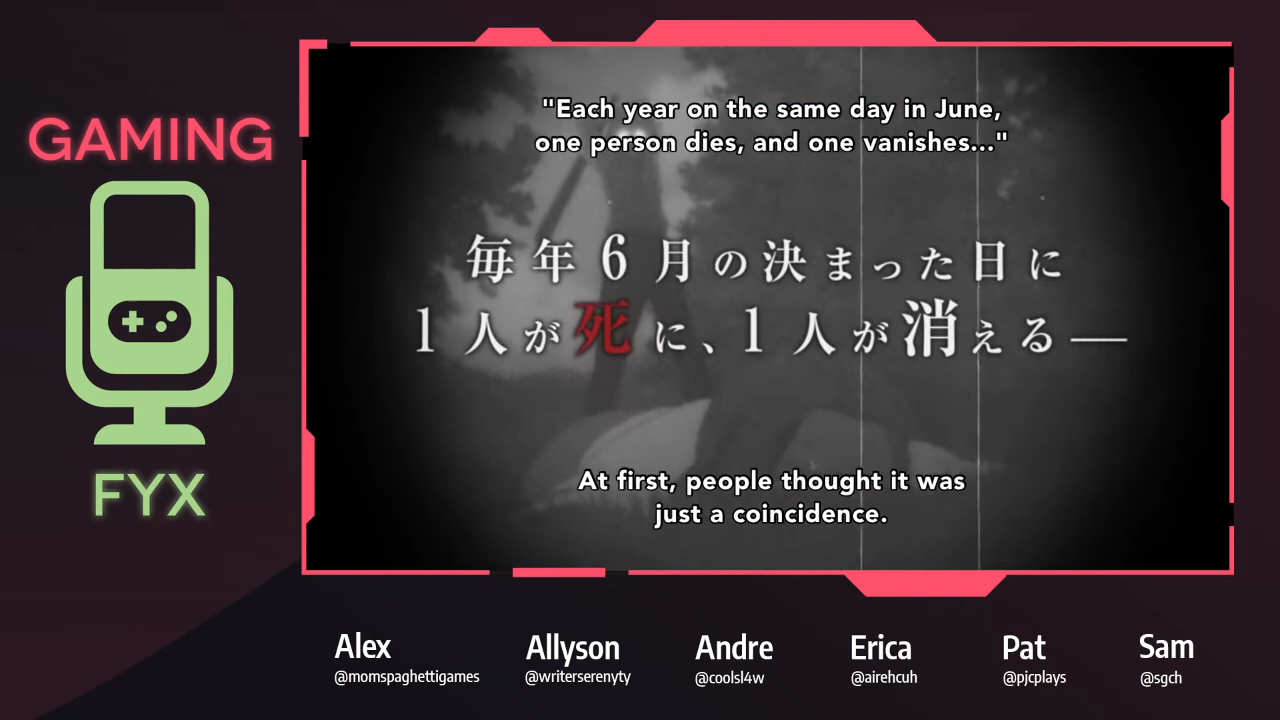 GAMING
FYX
"Each year on the same day in June,
one person dies, and one vanishes..."
毎年6月の決まった日に
1人が死に、1人が消える―
At first, people thought it was
just a coincidence.
Alex
@momspaghettigames
Allyson
@writerserenyty
Andre
@coolsl4w
Erica
@airehcuh
Pat
@pjcplays
Sam
@sgch